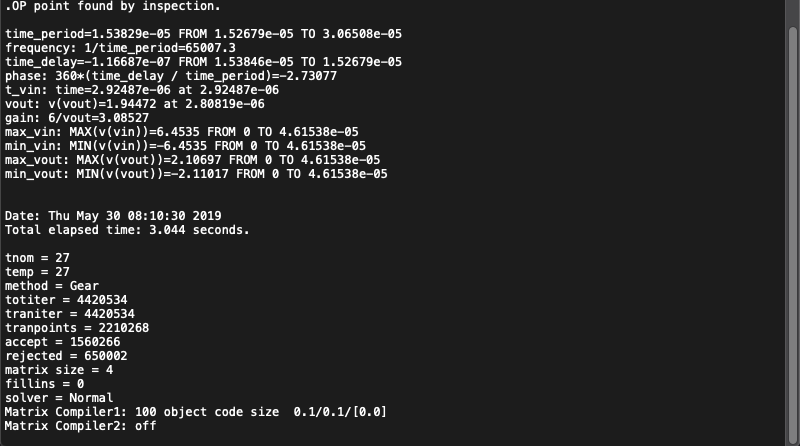 .OP point found by inspection.
time_period=1.53829e-05 FROM 1.52679e-05 TO 3.06508e-05
frequency: 1/time_period=65007.3
time_delay=-1.16687e-07 FROM 1.53846e-05 TO 1.52679e-05
phase: 360*(time_delay / time_period)=-2.73077
t_vin: time=2.92487e-06 at 2.92487e-06
vout: v(vout)=1.94472 at 2.80819e-06
gain: 6/vout=3.08527
max_vin: MAX(v(vin))=6.4535 FROM 0 TO 4.61538e-05
min_vin: MIN(v(vin))=-6.4535 FROM 0 TO 4.61538e-05
max_vout: MAX(v(vout))=2.10697 FROM 0 TO 4.61538e-05
min_vout: MIN(v(vout))=-2.11017 FROM 0 TO 4.61538e-05
Date: Thu May 30 08:10:30 2019
Total elapsed time: 3.044 seconds.
tnom = 27
temp = 27
method = Gear
totiter = 4420534
traniter = 4420534
tranpoints = 2210268
accept = 1560266
rejected = 650002
matrix size = 4
fillins = 0
solver = Normal
Matrix Compiler1: 100 object code size  0.1/0.1/[0.0]
Matrix Compiler2: off